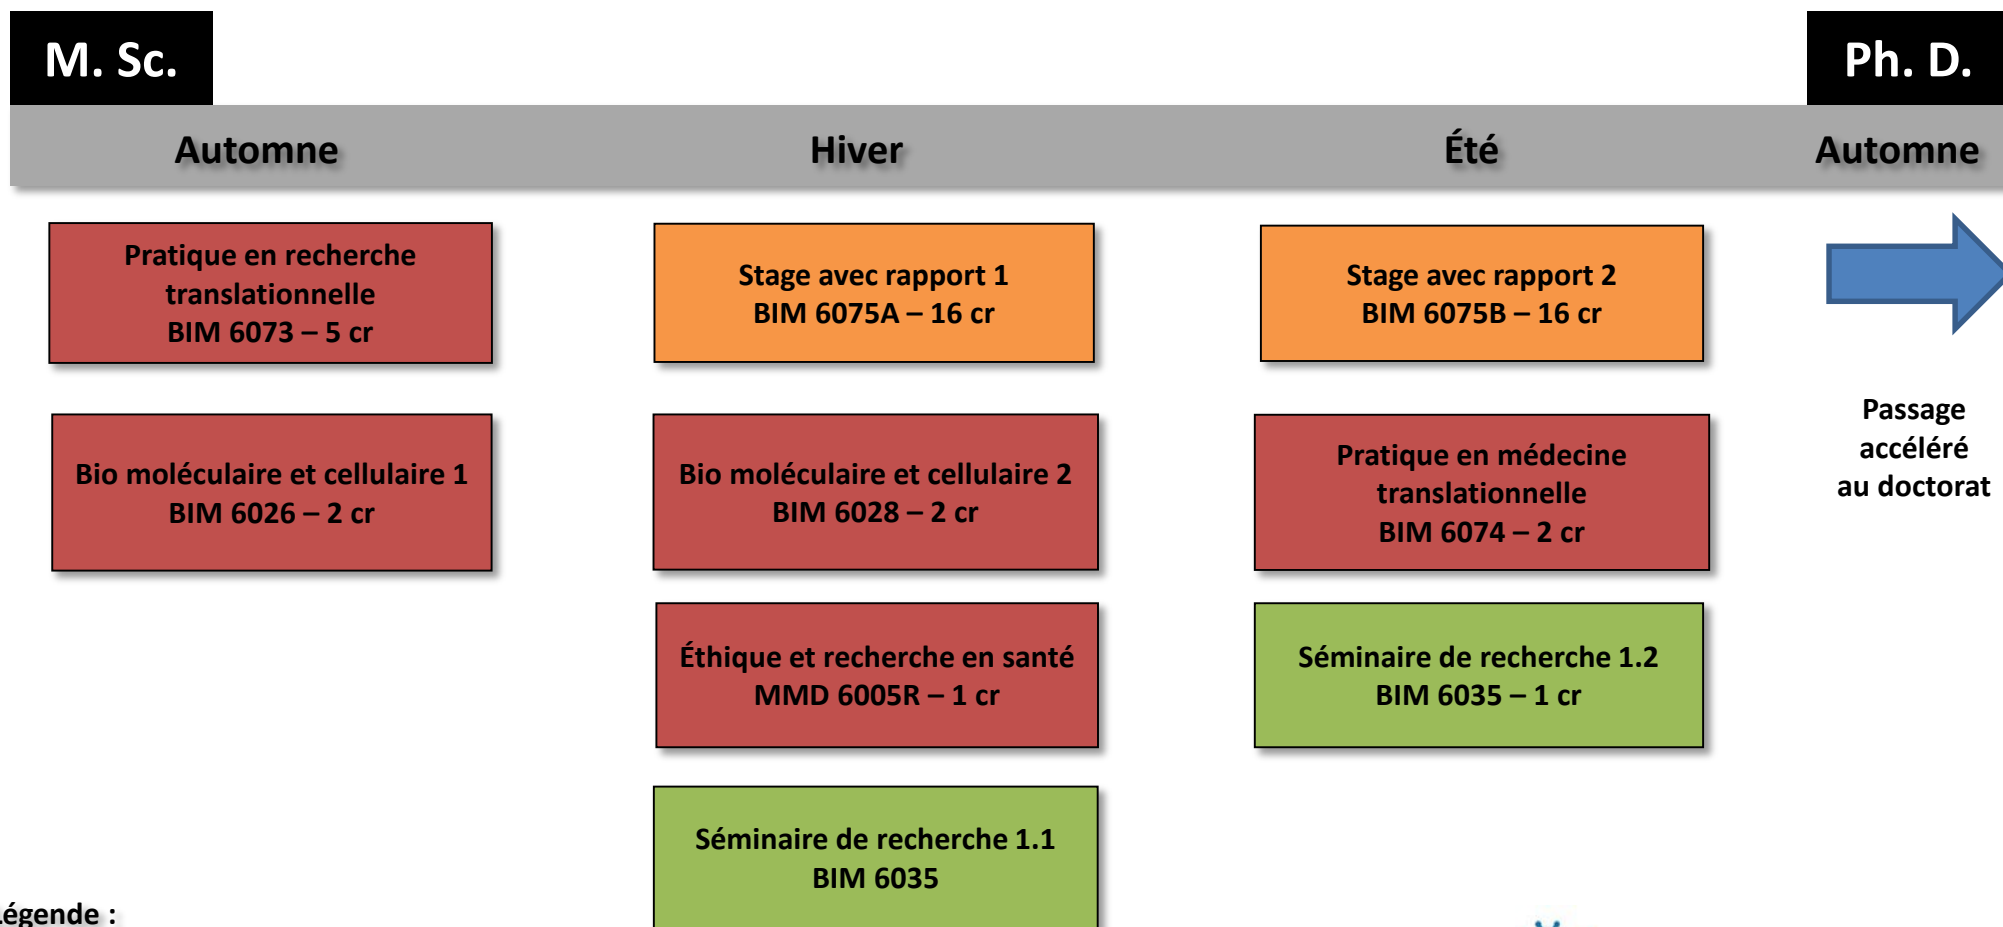 M. Sc.
Ph. D.
Automne
Hiver
Été
Automne
Pratique en recherche
translationnelle
BIM 6073 – 5 cr
Stage avec rapport 1
BIM 6075A – 16 cr
Stage avec rapport 2
BIM 6075B – 16 cr
Passage
accéléré
au doctorat
Bio moléculaire et cellulaire 1
BIM 6026 – 2 cr
Bio moléculaire et cellulaire 2
BIM 6028 – 2 cr
Pratique en médecine
translationnelle
BIM 6074 – 2 cr
Éthique et recherche en santé
MMD 6005R – 1 cr
Séminaire de recherche 1.2
BIM 6035 – 1 cr
Séminaire de recherche 1.1
BIM 6035
Légende :